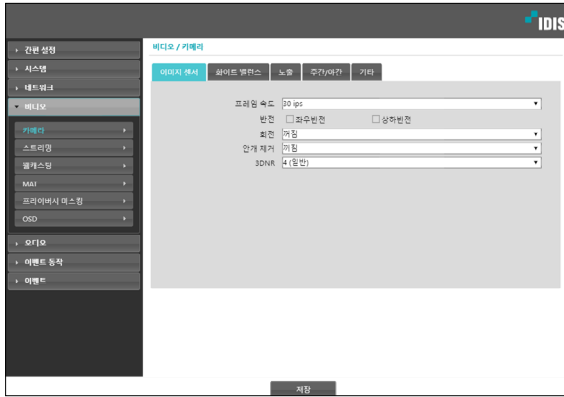 IDIS
간편 설정
시스템
네트워크
비디오
카메라
스트리밍
웹캐스팅
MAT
프라이버시 마스킹
OSD
오디오
이벤트 동작
이벤트
비디오 / 카메라
이미지 센서 화이트 밸런스 노출 주간/야간 기타
프레임 속도 30 ips
반전 좌우반전 상하반전
회전 꺼짐
안개 제거 꺼짐
3DNR 4 (일반)
저장